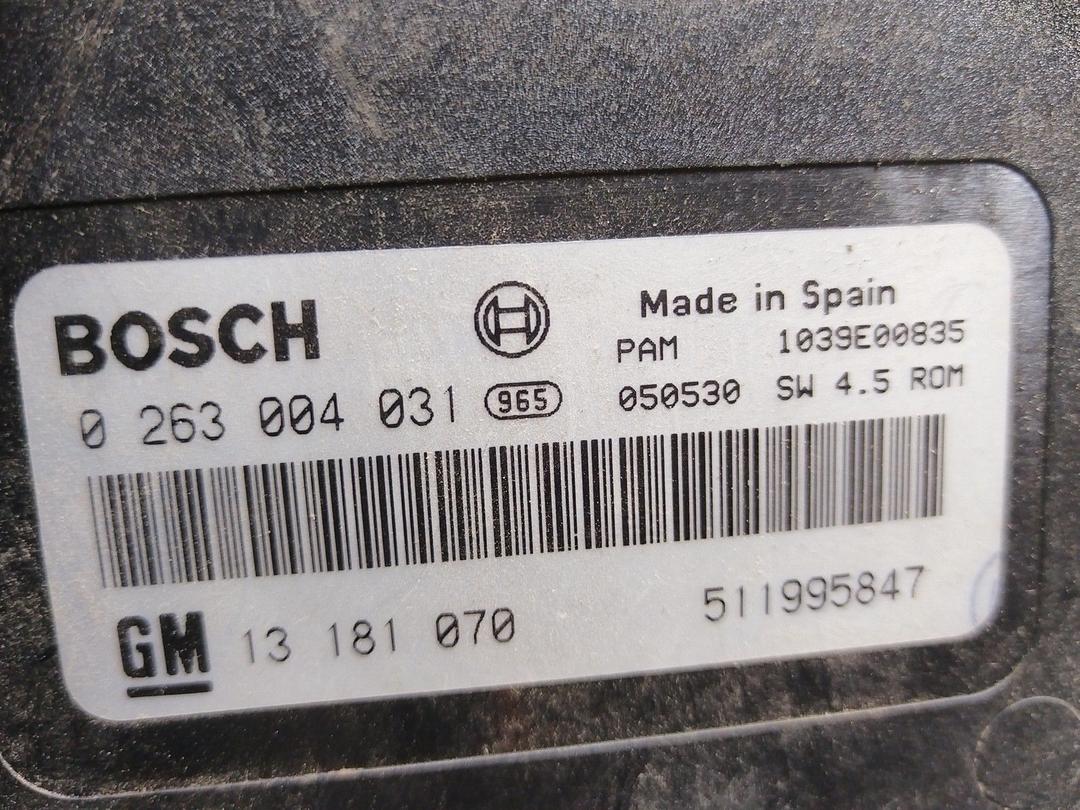 BOSCH
Made in Spain
PAM 1039E00835
0 263 004 031 965
050530 SW 4.5 ROM
GM 13 181 070
511995847